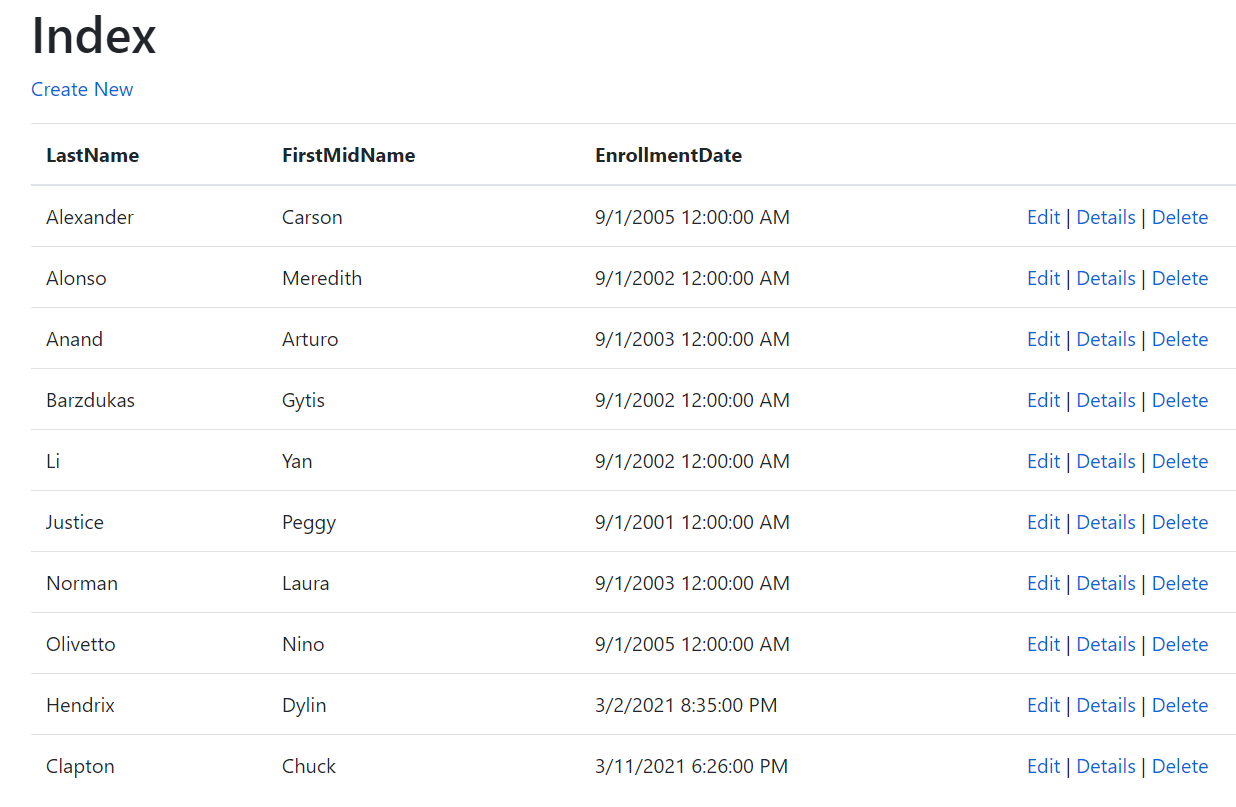 Index
Create New
LastName FirstMidName EnrollmentDate
Alexander Carson 9/1/2005 12:00:00 AM Edit | Details | Delete
Alonso Meredith 9/1/2002 12:00:00 AM Edit | Details | Delete
Anand Arturo 9/1/2003 12:00:00 AM Edit | Details | Delete
Barzdukas Gytis 9/1/2002 12:00:00 AM Edit | Details | Delete
Li Yan 9/1/2002 12:00:00 AM Edit | Details | Delete
Justice Peggy 9/1/2001 12:00:00 AM Edit | Details | Delete
Norman Laura 9/1/2003 12:00:00 AM Edit | Details | Delete
Olivetto Nino 9/1/2005 12:00:00 AM Edit | Details | Delete
Hendrix Dylin 3/2/2021 8:35:00 PM Edit | Details | Delete
Clapton Chuck 3/11/2021 6:26:00 PM Edit | Details | Delete